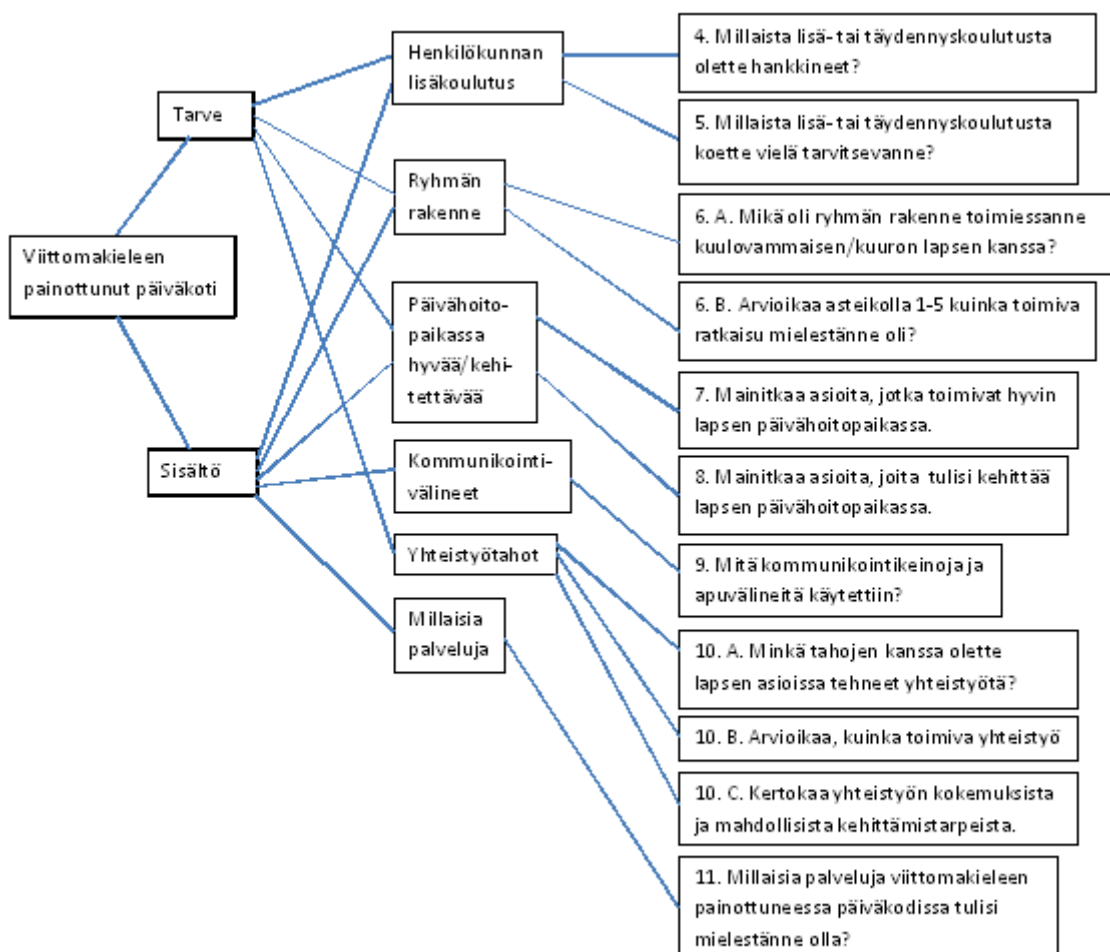 Viittomakieleen
painottunut päiväkoti
Tarve
Sisältö
Henkilökunnan
lisäkoulutus
Ryhmän
rakenne
Päivähoito-
paikassa
hyvää/kehi-
tettävää
Kommunikointi-
välineet
Yhteistyötahot
Millaisia
palveluja
4. Millaista lisä- tai täydennyskoulutusta
olette hankkineet?
5. Millaista lisä- tai täydennyskoulutusta
koette vielä tarvitsevanne?
6. A. Mikä oli ryhmän rakenne toimiessanne
kuulovammaisen/kuuron lapsen kanssa?
6. B. Arvioikaa asteikolla 1-5 kuinka toimiva
ratkaisu mielestänne oli?
7. Mainitkaa asioita, jotka toimivat hyvin
lapsen päivähoitopaikassa.
8. Mainitkaa asioita, joita tulisi kehittää
lapsen päivähoitopaikassa.
9. Mitä kommunikointikeinoja ja
apuvälineitä käytettiin?
10. A. Minkä tahojen kanssa olette
lapsen asioissa tehneet yhteistyötä?
10. B. Arvioikaa, kuinka toimiva yhteistyö
10. C. Kertokaa yhteistyön kokemuksista
ja mahdollisista kehittämistarpeista.
11. Millaisia palveluja viittomakieleen
painottuneessa päiväkodissa tulisi
mielestänne olla?